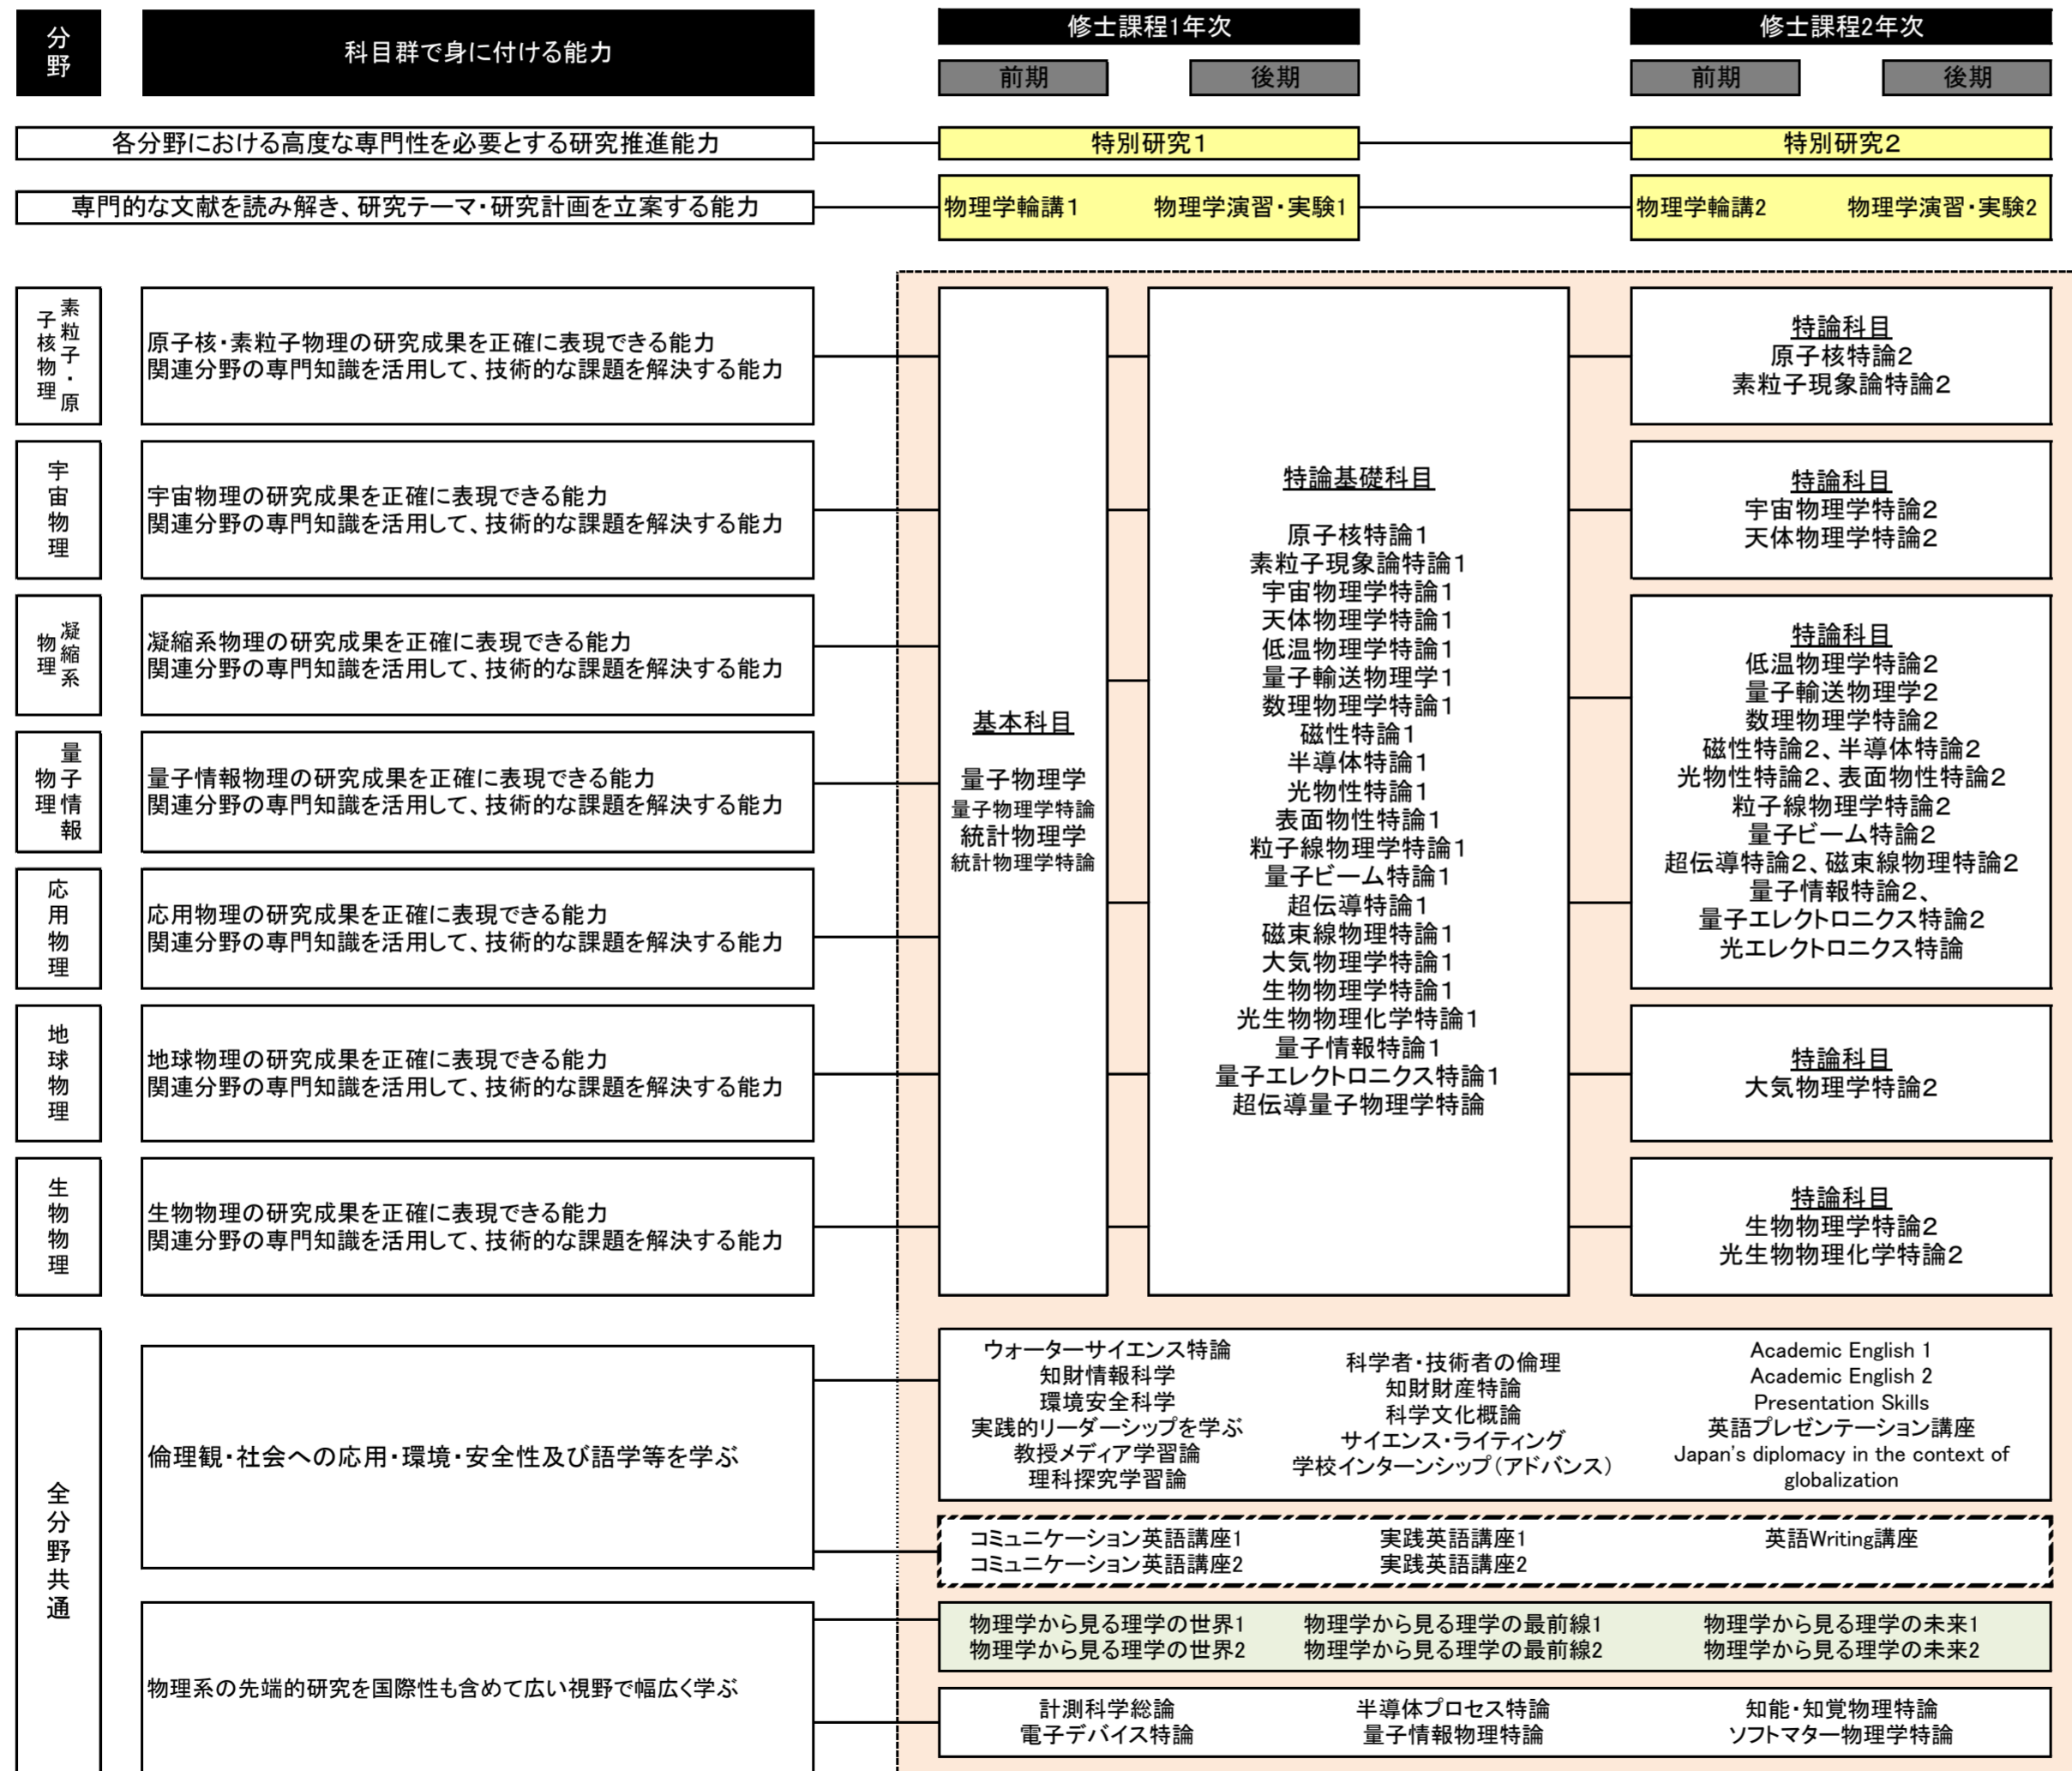 分野
科目群で身に付ける能力
修士課程1年次
修士課程2年次
前期
後期
前期
後期
各分野における高度な専門性を必要とする研究推進能力
特別研究1
特別研究2
専門的な文献を読み解き、研究テーマ・研究計画を立案する能力
物理学輪講1
物理学演習・実験1
物理学輪講2
物理学演習・実験2
素粒子・原
子核物理
原子核・素粒子物理の研究成果を正確に表現できる能力
関連分野の専門知識を活用して、技術的な課題を解決する能力
宇宙物理
宇宙物理の研究成果を正確に表現できる能力
関連分野の専門知識を活用して、技術的な課題を解決する能力
凝縮系
物理
凝縮系物理の研究成果を正確に表現できる能力
関連分野の専門知識を活用して、技術的な課題を解決する能力
量子情報
物理
量子情報物理の研究成果を正確に表現できる能力
関連分野の専門知識を活用して、技術的な課題を解決する能力
応用物理
応用物理の研究成果を正確に表現できる能力
関連分野の専門知識を活用して、技術的な課題を解決する能力
地球物理
地球物理の研究成果を正確に表現できる能力
関連分野の専門知識を活用して、技術的な課題を解決する能力
生物物理
生物物理の研究成果を正確に表現できる能力
関連分野の専門知識を活用して、技術的な課題を解決する能力
基本科目
量子物理学
量子物理学特論
統計物理学
統計物理学特論
特論基礎科目
原子核特論1
素粒子現象論特論1
宇宙物理学特論1
天体物理学特論1
低温物理学特論1
量子輸送物理学1
数理物理学特論1
磁性特論1
半導体特論1
光物性特論1
表面物性特論1
粒子線物理学特論1
量子ビーム特論1
超伝導特論1
磁束線物理特論1
大気物理学特論1
生物物理学特論1
光生物物理化学特論1
量子情報特論1
量子エレクトロニクス特論1
超伝導量子物理学特論
特論科目
原子核特論2
素粒子現象論特論2
特論科目
宇宙物理学特論2
天体物理学特論2
特論科目
低温物理学特論2
量子輸送物理学2
数理物理学特論2
磁性特論2、半導体特論2
光物性特論2、表面物性特論2
粒子線物理学特論2
量子ビーム特論2
超伝導特論2、磁束線物理特論2
量子情報特論2、
量子エレクトロニクス特論2
光エレクトロニクス特論
特論科目
大気物理学特論2
特論科目
生物物理学特論2
光生物物理化学特論2
全分野共通
倫理観・社会への応用・環境・安全性及び語学等を学ぶ
ウォーターサイエンス特論
知財情報科学
環境安全科学
実践的リーダーシップを学ぶ
教授メディア学習論
理科探究学習論
科学者・技術者の倫理
知財財産特論
科学文化概論
サイエンス・ライティング
学校インターンシップ（アドバンス）
Academic English 1
Academic English 2
Presentation Skills
英語プレゼンテーション講座
Japan's diplomacy in the context of
globalization
コミュニケーション英語講座1
コミュニケーション英語講座2
実践英語講座1
実践英語講座2
英語Writing講座
物理系の先端的研究を国際性も含めて広い視野で幅広く学ぶ
物理学から見る理学の世界1
物理学から見る理学の世界2
物理学から見る理学の最前線1
物理学から見る理学の最前線2
物理学から見る理学の未来1
物理学から見る理学の未来2
計測科学総論
電子デバイス特論
半導体プロセス特論
量子情報物理特論
知能・知覚物理特論
ソフトマター物理学特論